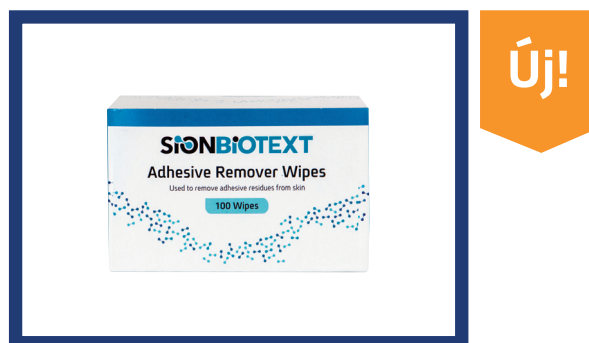 Új!
SIONBIOTEXT
Adhesive Remover Wipes
Used to remove adhesive residues from skin
100 Wipes